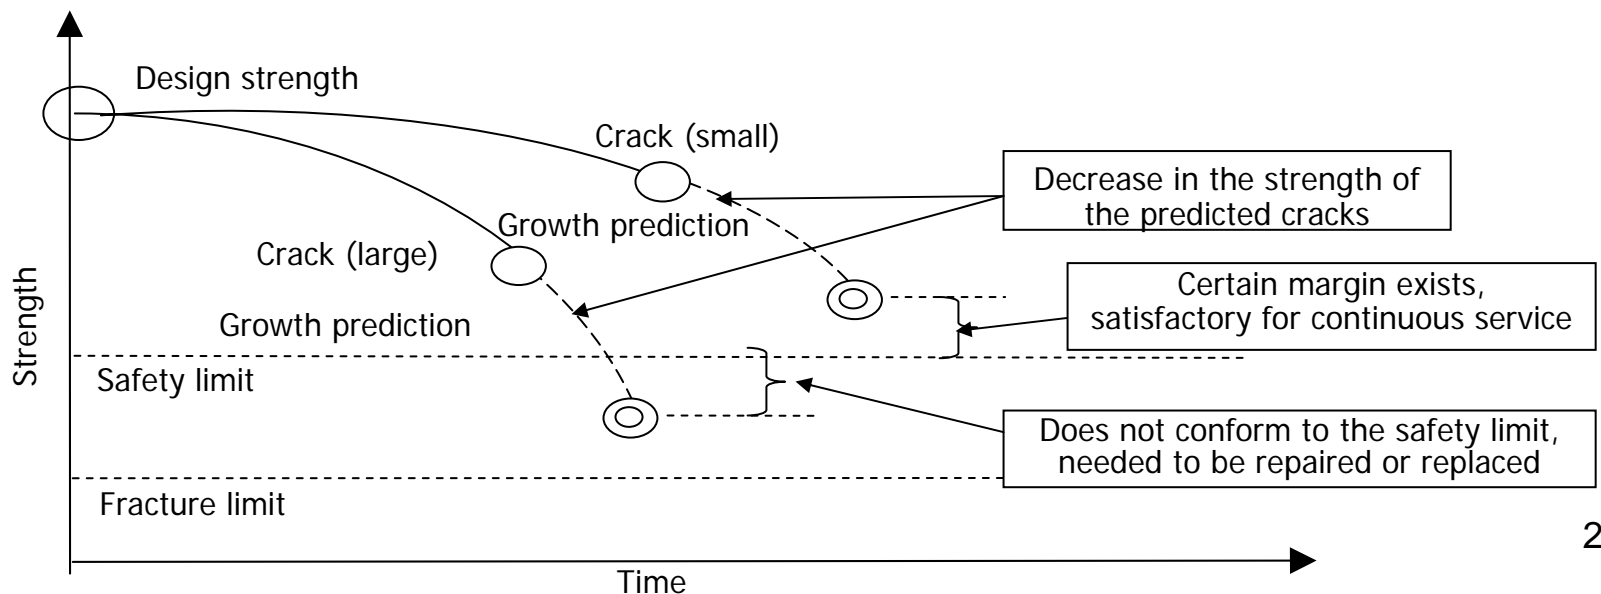 Design strength
Crack (small)
Decrease in the strength of
the predicted cracks
Growth prediction
Crack (large)
Certain margin exists,
satisfactory for continuous service
Growth prediction
Strength
Safety limit
Does not conform to the safety limit,
needed to be repaired or replaced
Fracture limit
2
Time